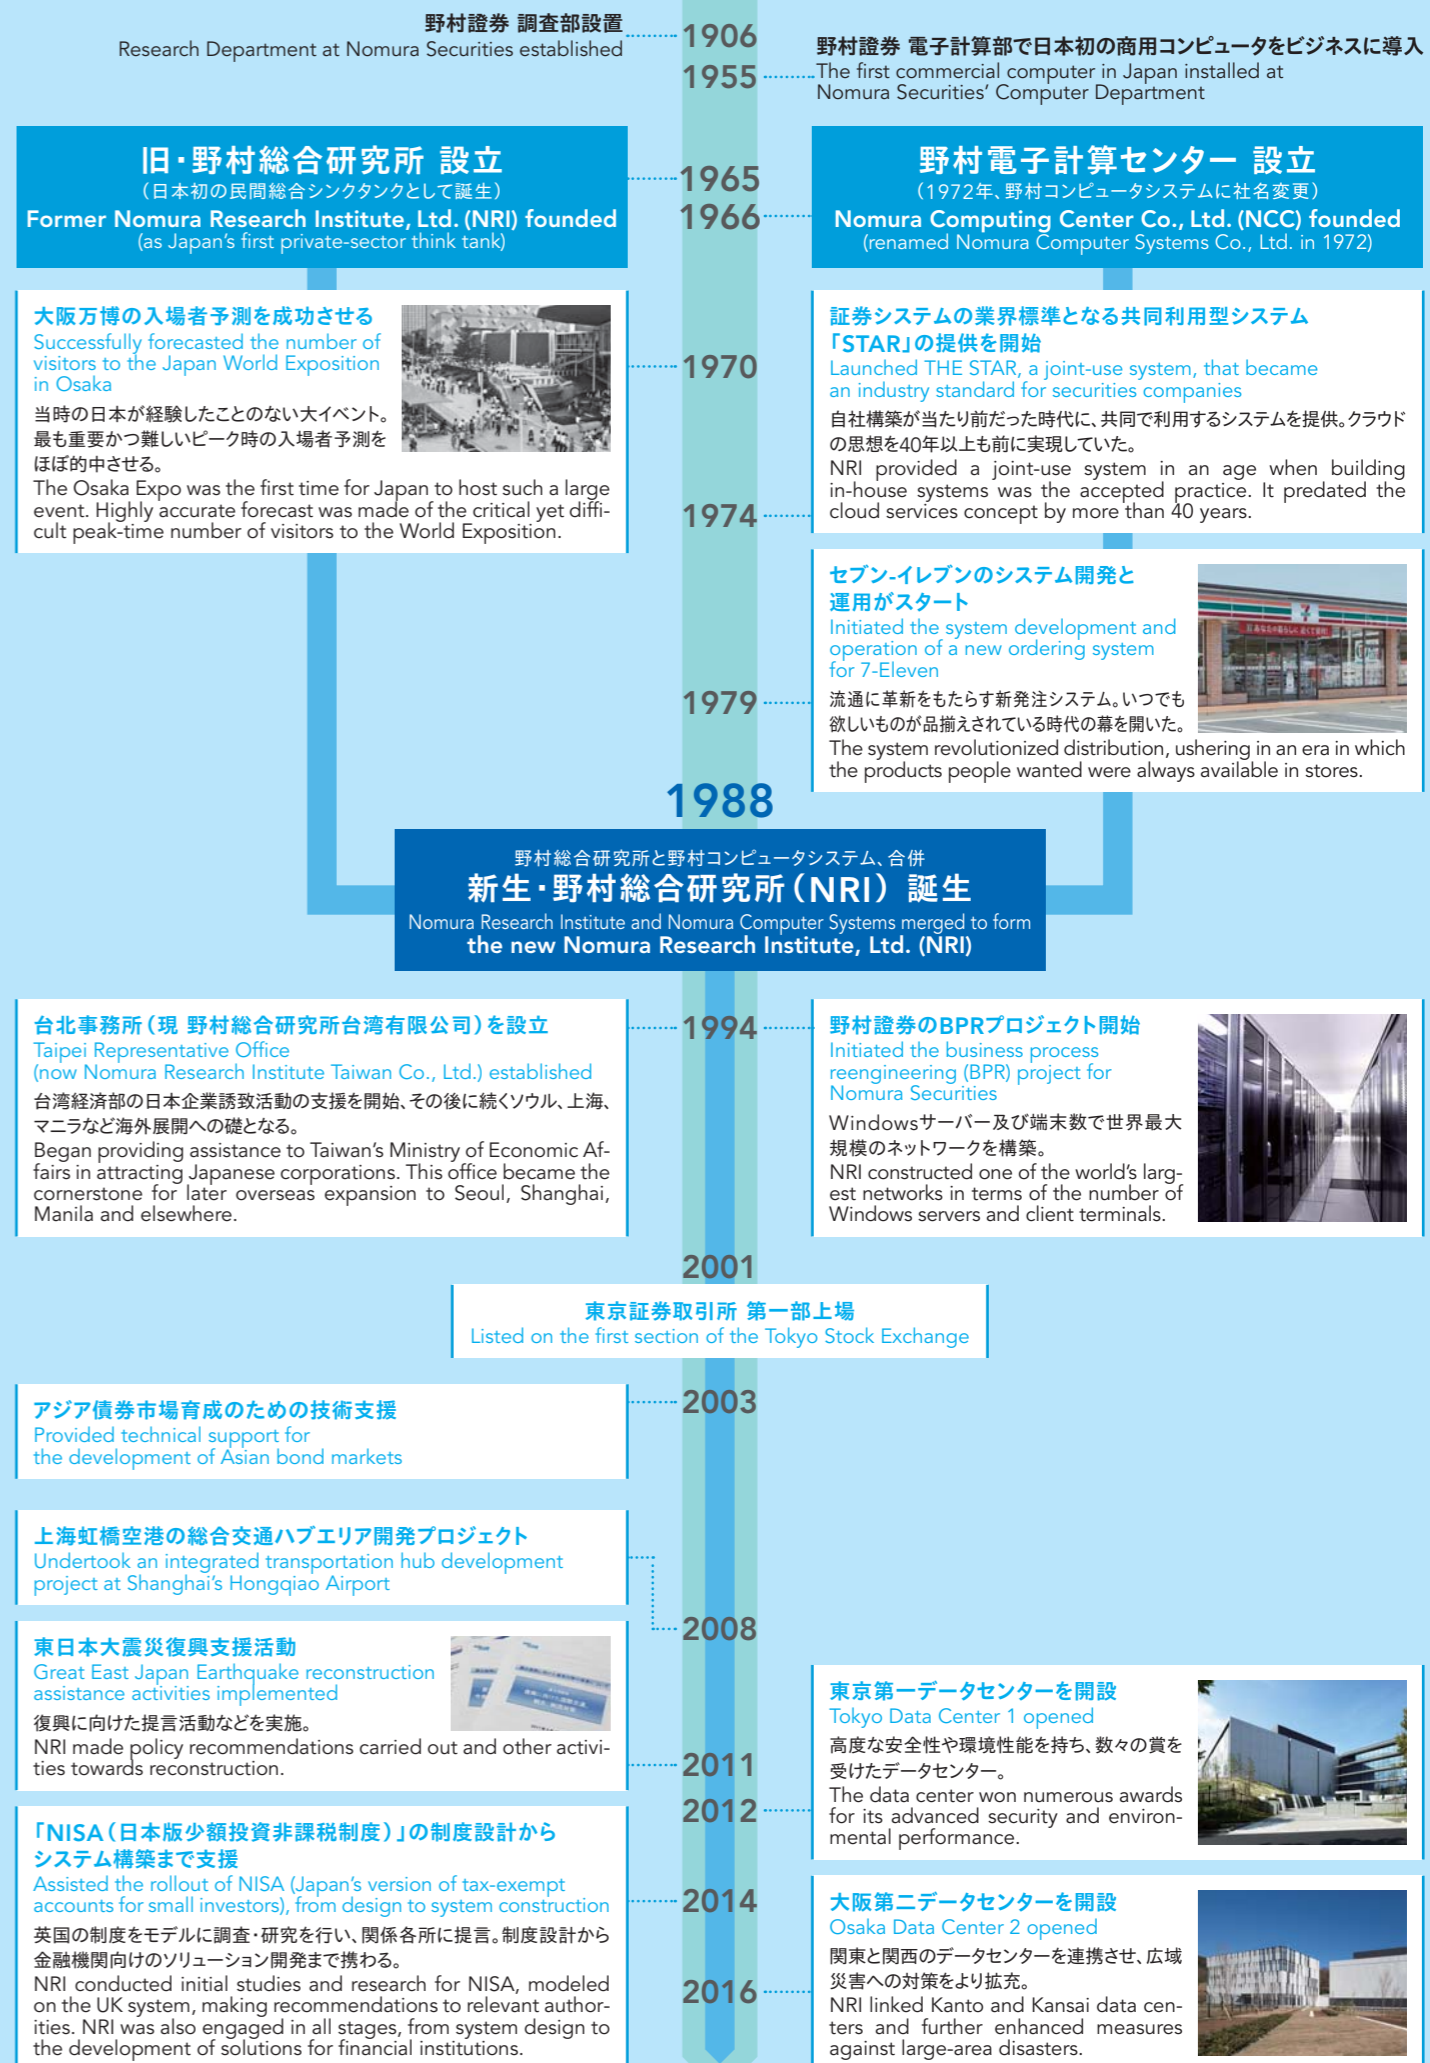 野村證券 調査部設置
Research Department at Nomura Securities established
1906
野村證券 電子計算部で日本初の商用コンピュータをビジネスに導入
The first commercial computer in Japan installed at
Nomura Securities’ Computer Department
1955
旧・野村総合研究所 設立
（日本初の民間総合シンクタンクとして誕生）
Former Nomura Research Institute, Ltd. (NRI) founded
(as Japan’s first private-sector think tank)
1965
1966
野村電子計算センター 設立
（1972年、野村コンピュータシステムに社名変更）
Nomura Computing Center Co., Ltd. (NCC) founded
(renamed Nomura Computer Systems Co., Ltd. in 1972)
大阪万博の入場者予測を成功させる
Successfully forecasted the number of
visitors to the Japan World Exposition
in Osaka
当時の日本が経験したことのない大イベント。
最も重要かつ難しいピーク時の入場者予測を
ほぼ的中させる。
The Osaka Expo was the first time for Japan to host such a large
event. Highly accurate forecast was made of the critical yet diffi-
cult peak-time number of visitors to the World Exposition.
1970
証券システムの業界標準となる共同利用型システム
「STAR」の提供を開始
Launched THE STAR, a joint-use system, that became
an industry standard for securities companies
自社構築が当たり前だった時代に、共同で利用するシステムを提供。クラウド
の思想を40年以上も前に実現していた。
NRI provided a joint-use system in an age when building
in-house systems was the accepted practice. It predated the
cloud services concept by more than 40 years.
1974
セブン-イレブンのシステム開発と
運用がスタート
Initiated the system development and
operation of a new ordering system
for 7-Eleven
流通に革新をもたらす新発注システム。いつでも
欲しいものが品揃えされている時代の幕を開いた。
The system revolutionized distribution, ushering in an era in which
the products people wanted were always available in stores.
1979
1988
野村総合研究所と野村コンピュータシステム、合併
新生・野村総合研究所（NRI）誕生
Nomura Research Institute and Nomura Computer Systems merged to form
the new Nomura Research Institute, Ltd. (NRI)
台北事務所（現 野村総合研究所台湾有限公司）を設立
Taipei Representative Office
(now Nomura Research Institute Taiwan Co., Ltd.) established
台湾経済部の日本企業誘致活動の支援を開始、その後に続くソウル、上海、
マニラなど海外展開への礎となる。
Began providing assistance to Taiwan’s Ministry of Economic Af-
fairs in attracting Japanese corporations. This office became the
cornerstone for later overseas expansion to Seoul, Shanghai,
Manila and elsewhere.
1994
野村證券のBPRプロジェクト開始
Initiated the business process
reengineering (BPR) project for
Nomura Securities
Windowsサーバー及び端末数で世界最大
規模のネットワークを構築。
NRI constructed one of the world’s larg-
est networks in terms of the number of
Windows servers and client terminals.
2001
東京証券取引所 第一部上場
Listed on the first section of the Tokyo Stock Exchange
アジア債券市場育成のための技術支援
Provided technical support for
the development of Asian bond markets
2003
上海虹橋空港の総合交通ハブエリア開発プロジェクト
Undertook an integrated transportation hub development
project at Shanghai’s Hongqiao Airport
2008
東日本大震災復興支援活動
Great East Japan Earthquake reconstruction
assistance activities implemented
復興に向けた提言活動などを実施。
NRI made policy recommendations carried out and other activi-
ties towards reconstruction.
2011
2012
東京第一データセンターを開設
Tokyo Data Center 1 opened
高度な安全性や環境性能を持ち、数々の賞を
受けたデータセンター。
The data center won numerous awards
for its advanced security and environ-
mental performance.
「NISA（日本版少額投資非課税制度）」の制度設計から
システム構築まで支援
Assisted the rollout of NISA (Japan’s version of tax-exempt
accounts for small investors), from design to system construction
英国の制度をモデルに調査・研究を行い、関係各所に提言。制度設計から
金融機関向けのソリューション開発まで携わる。
NRI conducted initial studies and research for NISA, modeled
on the UK system, making recommendations to relevant author-
ities. NRI was also engaged in all stages, from system design to
the development of solutions for financial institutions.
2014
大阪第二データセンターを開設
Osaka Data Center 2 opened
関東と関西のデータセンターを連携させ、広域
災害への対策をより拡充。
NRI linked Kanto and Kansai data cen-
ters and further enhanced measures
against large-area disasters.
2016